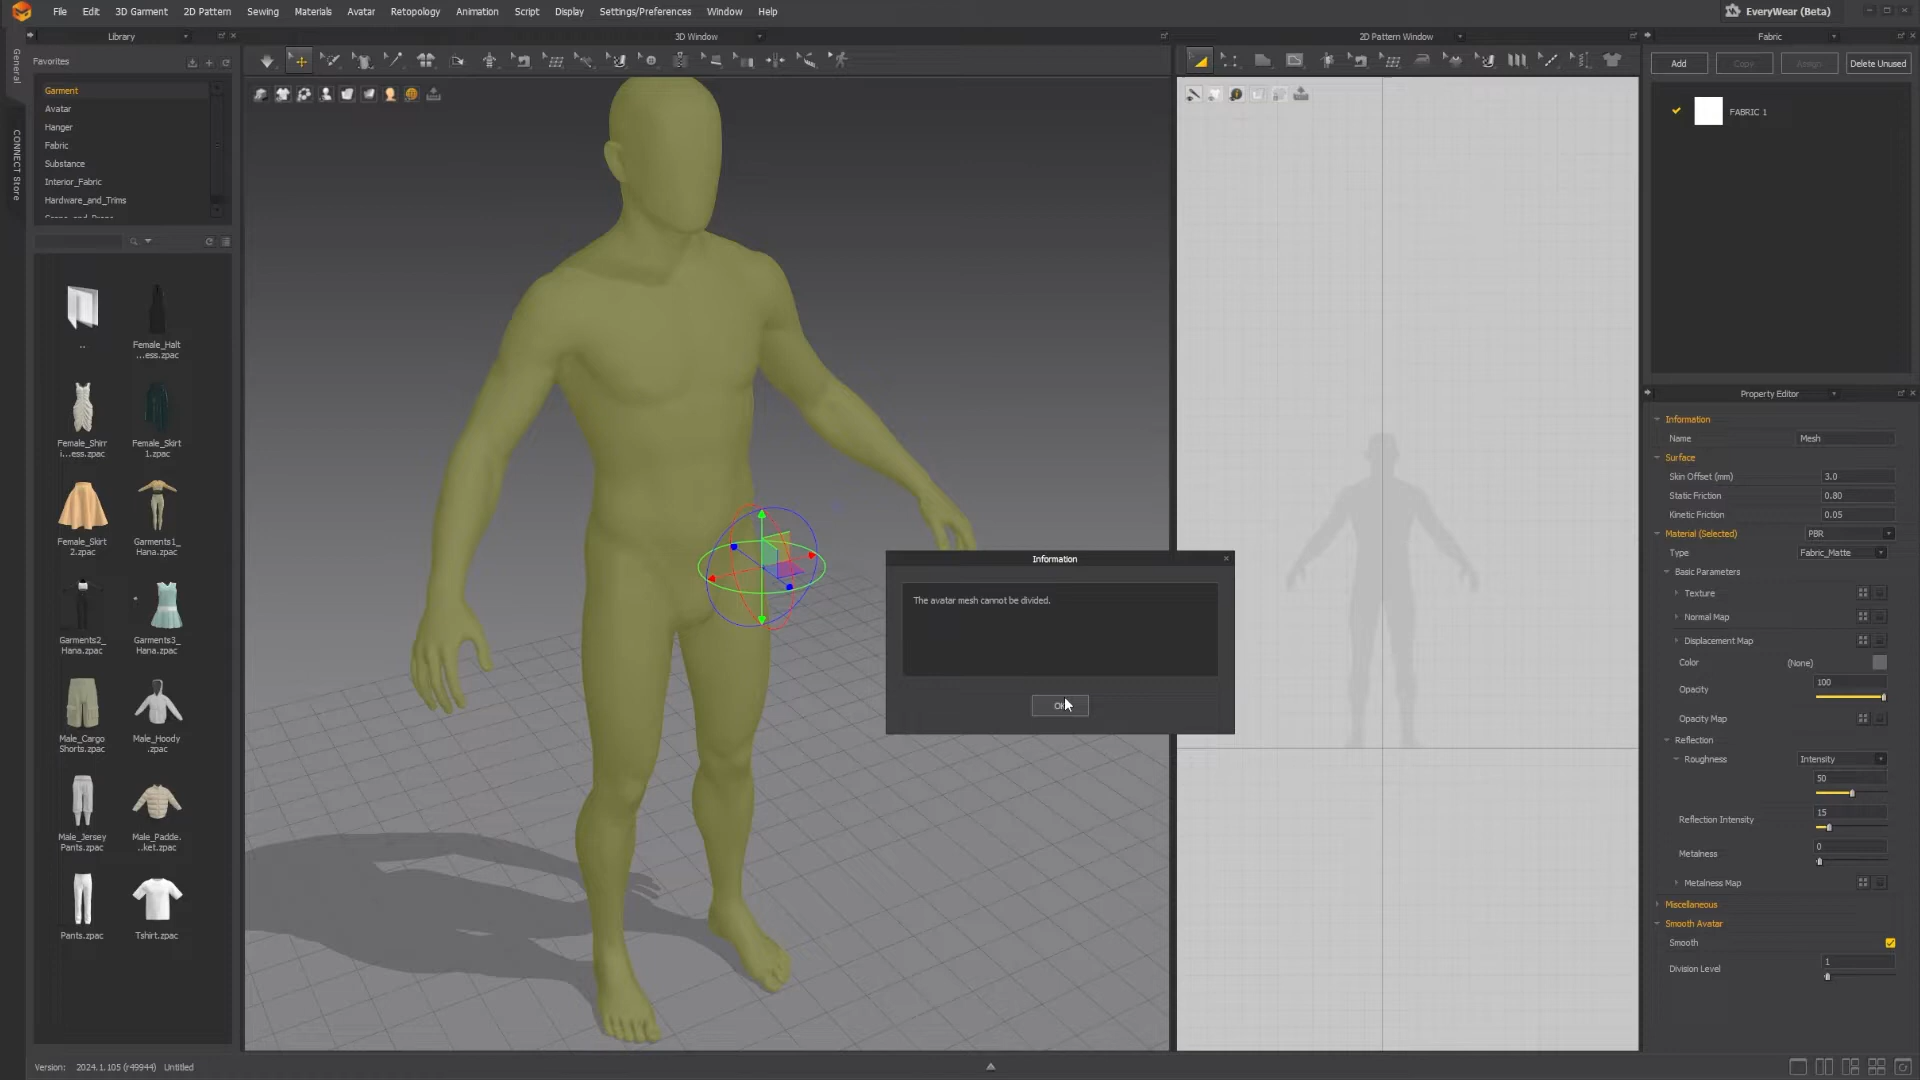 File Edit 3D Garment 2D Pattern Sewing Materials Avatar Retopology Animation Script Display Settings/Preferences Window Help
EveryWear (Beta)
Library
3D Window
2D Pattern Window
Fabric
General
CONNECT Store
Favorites
Garment
Avatar
Hanger
Fabric
Substance
Interior_Fabric
Hardware_and_Trims
..
Female_Halt
...ess.zpac
Female_Shirr
i...ess.zpac
Female_Skirt
1.zpac
Female_Skirt
2.zpac
Garments1_
Hana.zpac
Garments2_
Hana.zpac
Garments3_
Hana.zpac
Male_Cargo
Shorts.zpac
Male_Hoody
.zpac
Male_Jersey
Pants.zpac
Male_Padde.
..ket.zpac
Pants.zpac
Tshirt.zpac
Information
The avatar mesh cannot be divided.
OK
Add Copy Assign Delete Unused
FABRIC 1
Property Editor
Information
Name Mesh
Surface
Skin Offset (mm) 3.0
Static Friction 0.80
Kinetic Friction 0.05
Material (Selected) PBR
Type Fabric_Matte
Basic Parameters
Texture
Normal Map
Displacement Map
Color (None)
Opacity 100
Opacity Map
Reflection
Roughness Intensity
50
Reflection Intensity 15
Metalness 0
Metalness Map
Miscellaneous
Smooth Avatar
Smooth
Division Level 1
Version: 2024.1.105 (r49944) Untitled